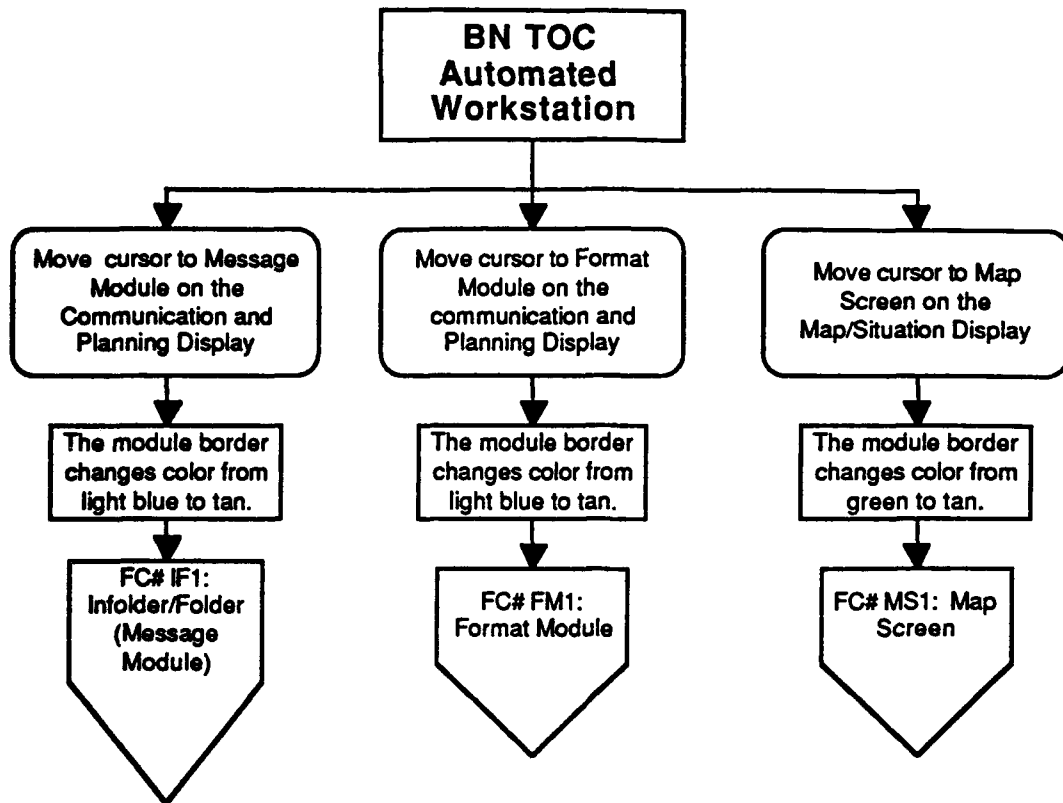 BN TOC
Automated
Workstation
Move cursor to Message
Module on the
Communication and
Planning Display
Move cursor to Format
Module on the
communication and
Planning Display
Move cursor to Map
Screen on the
Map/Situation Display
The module border
changes color from
light blue to tan.
The module border
changes color from
light blue to tan.
The module border
changes color from
green to tan.
FC# IF1:
Infolder/Folder
(Message
Module)
FC# FM1:
Format Module
FC# MS1: Map
Screen